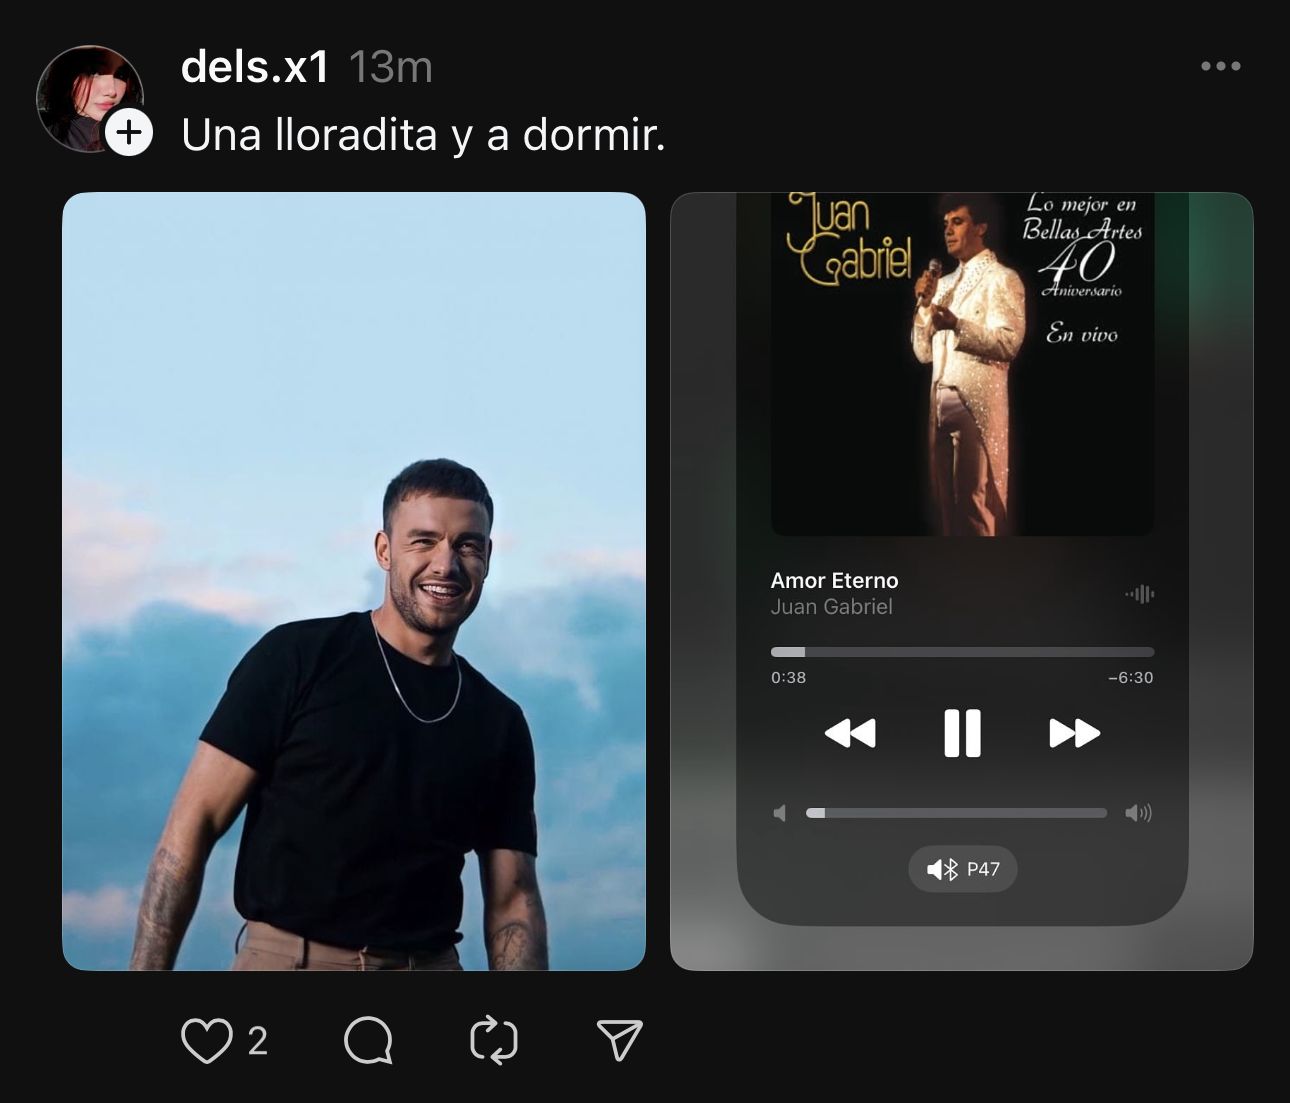 dels.x1 13m
Una lloradita y a dormir.
Juan
Gabriel
Lo mejor en
Bellas Artes
40
Aniversario
En vivo
Amor Eterno
Juan Gabriel
0:38 −6:30
P47
2